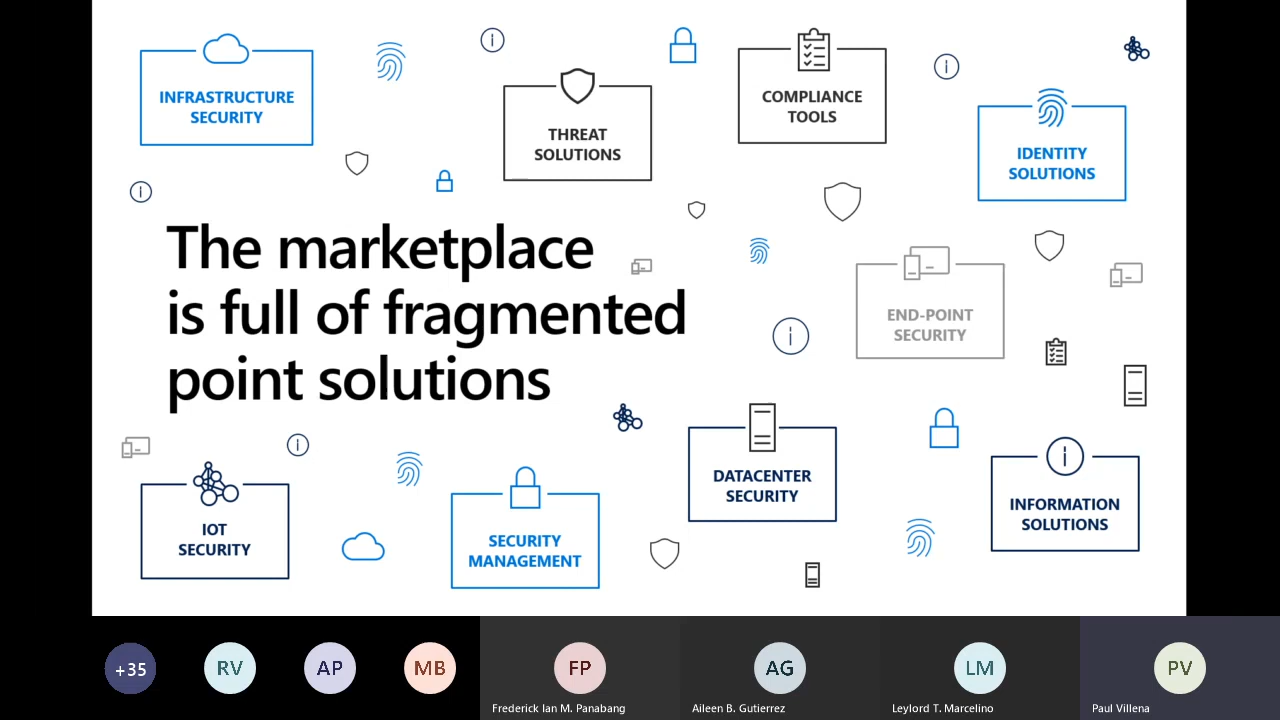 INFRASTRUCTURE
SECURITY
THREAT
SOLUTIONS
COMPLIANCE
TOOLS
IDENTITY
SOLUTIONS
The marketplace
is full of fragmented
point solutions
END-POINT
SECURITY
IOT
SECURITY
SECURITY
MANAGEMENT
DATACENTER
SECURITY
INFORMATION
SOLUTIONS
+35
RV
AP
MB
FP
AG
LM
PV
Frederick Ian M. Panabang
Aileen B. Gutierrez
Leylord T. Marcelino
Paul Villena